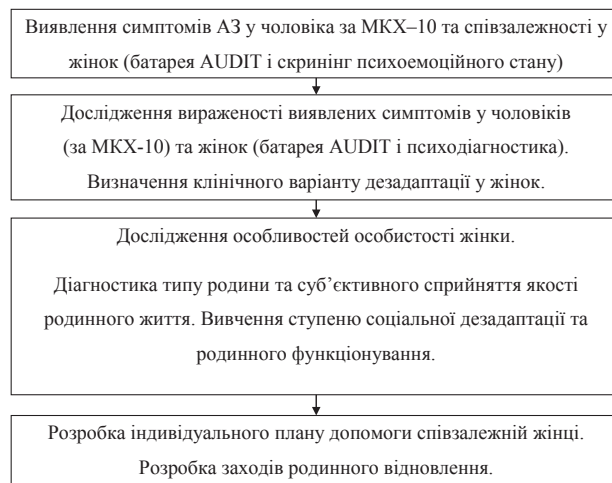 Виявлення симптомів АЗ у чоловіка за МКХ–10 та співзалежності у
жінок (батарея AUDIT і скринінг психоемоційного стану)
Дослідження вираженості виявлених симптомів у чоловіків
(за МКХ-10) та жінок (батарея AUDIT і психодіагностика).
Визначення клінічного варіанту дезадаптації у жінок.
Дослідження особливостей особистості жінки.
Діагностика типу родини та суб’єктивного сприйняття якості
родинного життя. Вивчення ступеню соціальної дезадаптації та
родинного функціонування.
Розробка індивідуального плану допомоги співзалежній жінці.
Розробка заходів родинного відновлення.